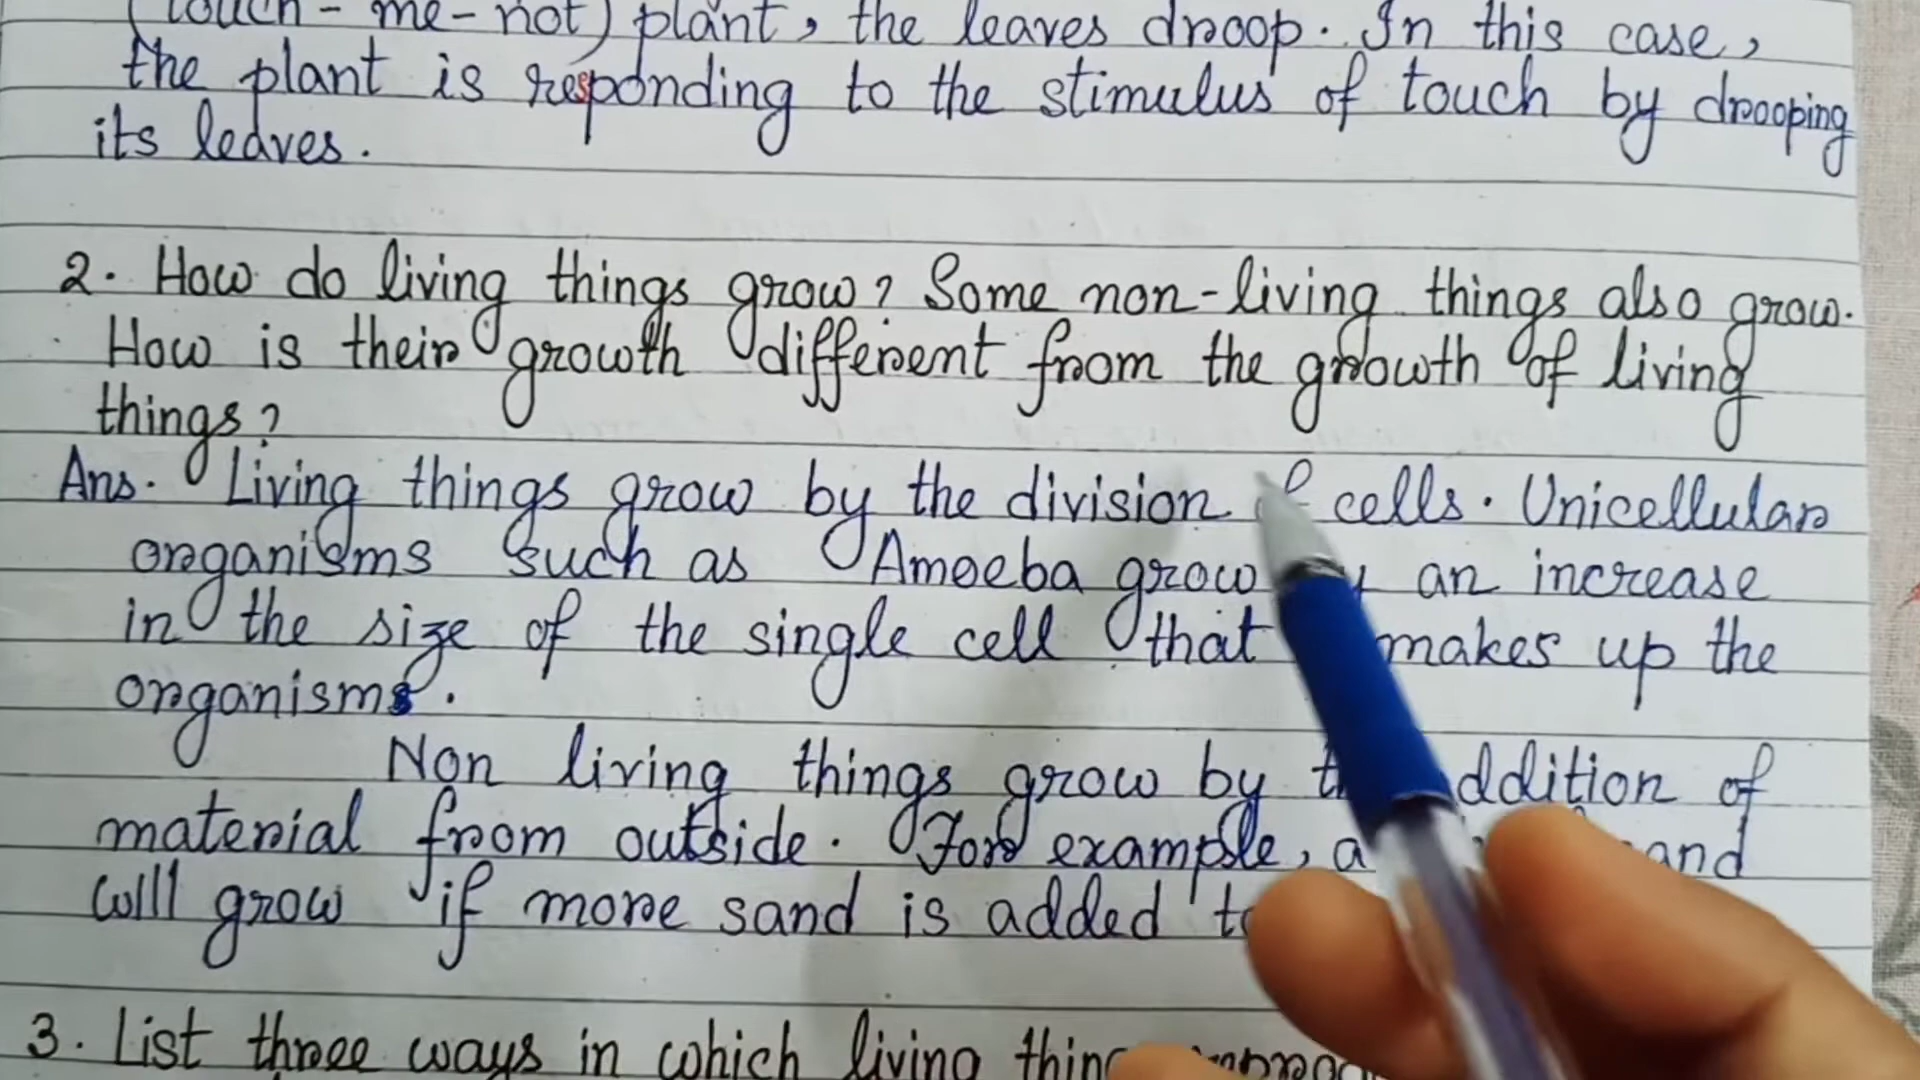 (touch-me-not) plant, the leaves droop. In this case,
the plant is responding to the stimulus of touch by drooping
its leaves.
2. How do living things grow? Some non-living things also grow.
How is their growth different from the growth of living
things?
Ans. Living things grow by the division of cells. Unicellular
organisms such as Amoeba grow an increase
in the size of the single cell that makes up the
organisms.
Non living things grow by addition of
material from outside. For example, a and
will grow if more sand is added
3. List three ways in which living